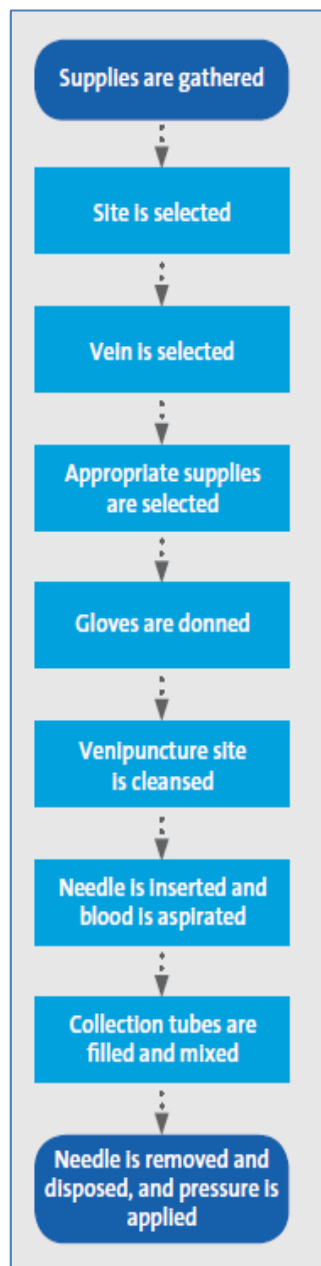 Supplies are gathered
Site is selected
Vein is selected
Appropriate supplies
are selected
Gloves are donned
Venipuncture site
is cleansed
Needle is inserted and
blood is aspirated
Collection tubes are
filled and mixed
Needle is removed and
disposed, and pressure is
applied